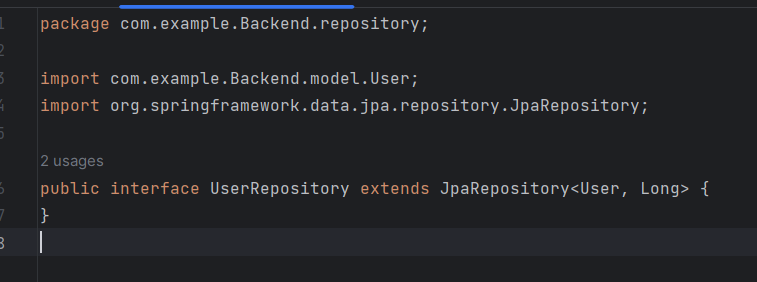 1 package com.example.Backend.repository;
2
3 import com.example.Backend.model.User;
4 import org.springframework.data.jpa.repository.JpaRepository;
5
2 usages
6 public interface UserRepository extends JpaRepository<User, Long> {
7 }
8